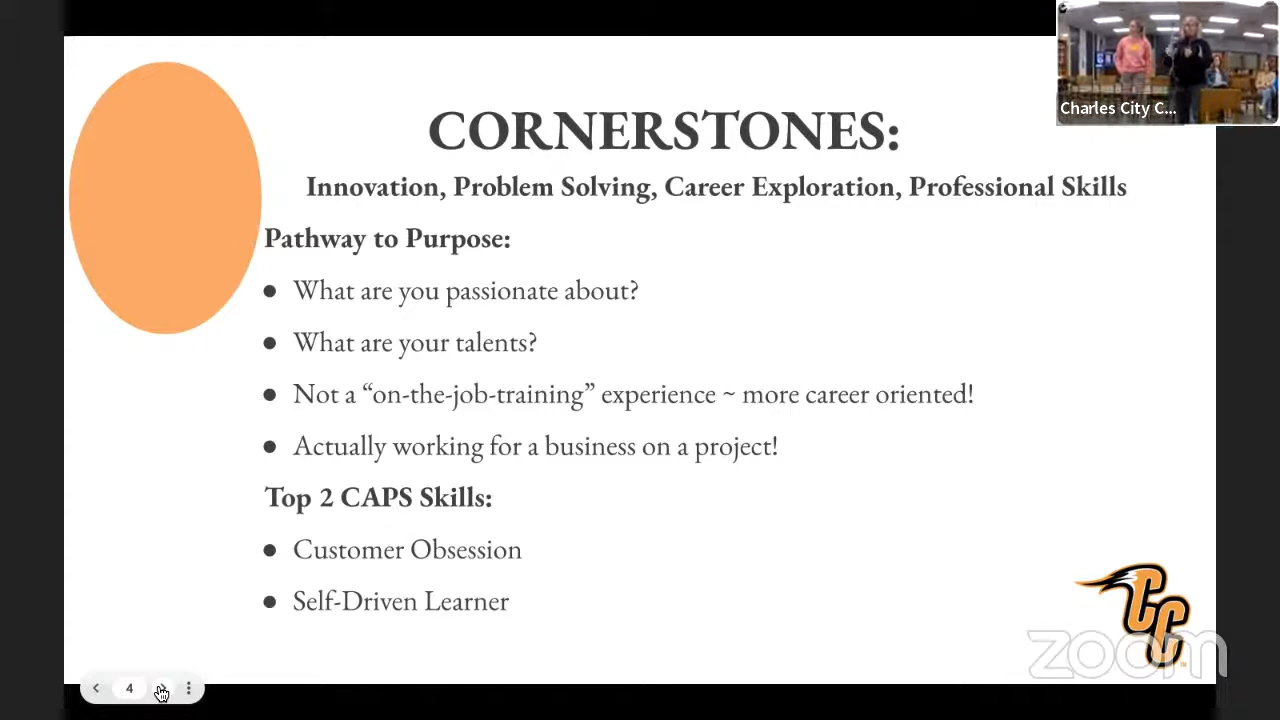 Charles City C...
CORNERSTONES:
Innovation, Problem Solving, Career Exploration, Professional Skills
Pathway to Purpose:
● What are you passionate about?
● What are your talents?
● Not a “on-the-job-training” experience ~ more career oriented!
● Actually working for a business on a project!
Top 2 CAPS Skills:
● Customer Obsession
● Self-Driven Learner
CC
zoom
4